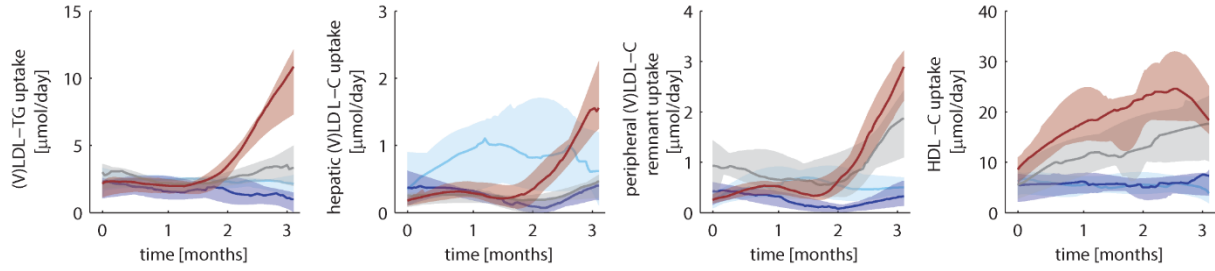 (V)LDL−TG uptake
[µmol/day]
15
10
5
0
0
1
2
3
time [months]
hepatic (V)LD L−C uptake
[µmol/day]
3
2
1
0
0
1
2
3
time [months]
peripheral (V)LDL−C
remnant uptake
[µmol/day]
4
3
2
1
0
0
1
2
3
time [months]
HDL −C uptake
[µmol/day]
40
30
20
10
0
0
1
2
3
time [months]